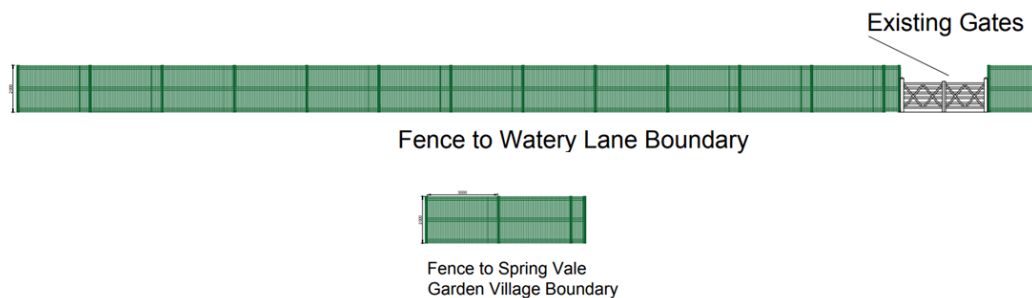 Existing Gates
Fence to Watery Lane Boundary
Fence to Spring Vale
Garden Village Boundary